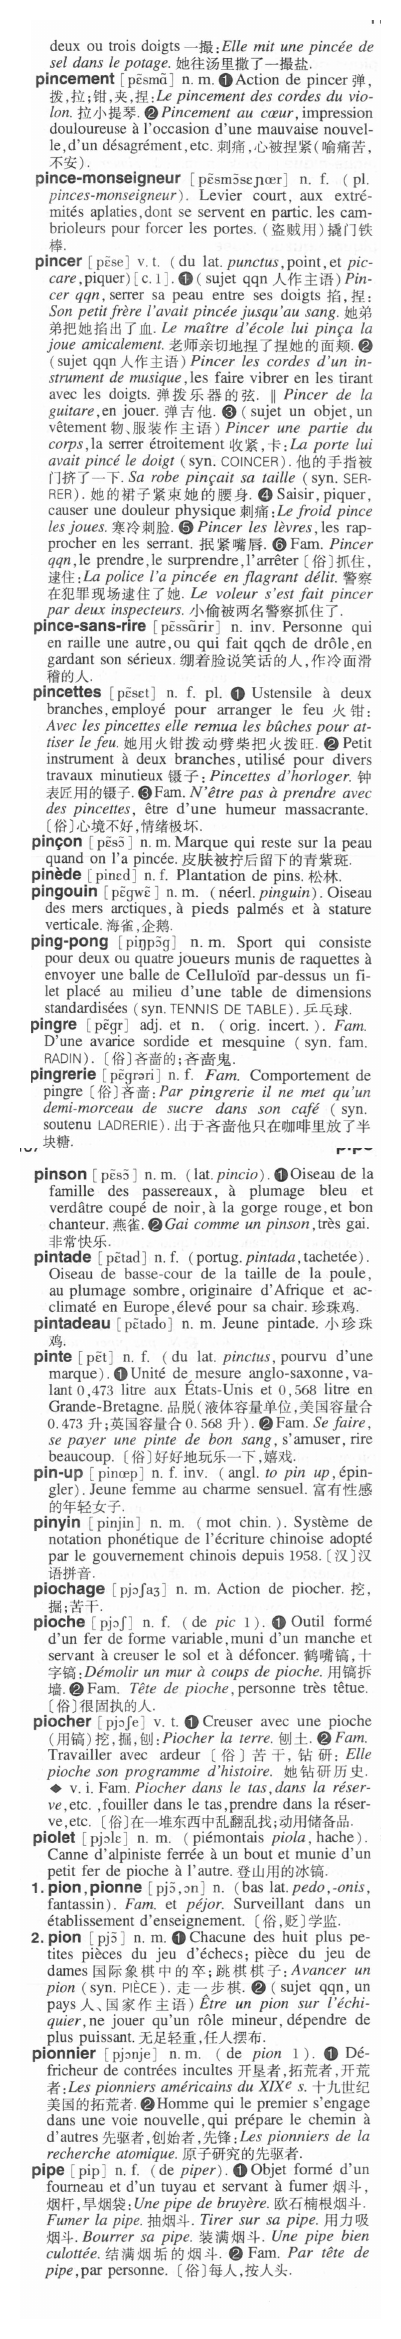 deux ou trois doigts 一撮:Elle mit une pincée de
sel dans le potage. 她往汤里撒了一撮盐.
pincement [pɛ̃smɑ̃] n. m. ❶ Action de pincer 弹,
拨,拉;钳,夹,捏:Le pincement des cordes du vio-
lon. 拉小提琴. ❷ Pincement au cœur, impression
douloureuse à l'occasion d'une mauvaise nouvel-
le,d'un désagrément,etc. 刺痛,心被捏紧(喻痛苦,
不安).
pince-monseigneur [pɛ̃smɔ̃sɛɲœr] n. f. (pl.
pinces-monseigneur). Levier court, aux extré-
mités aplaties,dont se servent en partic. les cam-
brioleurs pour forcer les portes. (盗贼用)撬门铁
棒.
pincer [pɛ̃se] v. t. (du lat. punctus,point,et pic-
care,piquer)[c. 1]. ❶ (sujet qqn 人作主语) Pin-
cer qqn, serrer sa peau entre ses doigts 掐,捏:
Son petit frère l'avait pincée jusqu'au sang. 她弟
弟把她掐出了血. Le maître d'école lui pinça la
joue amicalement. 老师亲切地捏了捏她的面颊. ❷
(sujet qqn 人作主语) Pincer les cordes d'un in-
strument de musique,les faire vibrer en les tirant
avec les doigts. 弹拨乐器的弦. ‖ Pincer de la
guitare,en jouer. 弹吉他. ❸ (sujet un objet,un
vêtement 物、服装作主语) Pincer une partie du
corps,la serrer étroitement 收紧,卡:La porte lui
avait pincé le doigt (syn. COINCER). 他的手指被
门挤了一下. Sa robe pinçait sa taille (syn. SER-
RER). 她的裙子紧束她的腰身. ❹ Saisir, piquer,
causer une douleur physique 刺痛:Le froid pince
les joues. 寒冷刺脸. ❺ Pincer les lèvres,les rap-
procher en les serrant. 抿紧嘴唇. ❻ Fam. Pincer
qqn,le prendre,le surprendre,l'arrêter [俗]抓住,
逮住:La police l'a pincée en flagrant délit. 警察
在犯罪现场逮住了她. Le voleur s'est fait pincer
par deux inspecteurs. 小偷被两名警察抓住了.
pince-sans-rire [pɛ̃ssɑ̃rir] n. inv. Personne qui
en raille une autre,ou qui fait qqch de drôle,en
gardant son sérieux. 绷着脸说笑话的人,作冷面滑
稽的人.
pincettes [pɛ̃sɛt] n. f. pl. ❶ Ustensile à deux
branches,employé pour arranger le feu 火钳:
Avec les pincettes elle remua les bûches pour at-
tiser le feu. 她用火钳拨动劈柴把火拨旺. ❷ Petit
instrument à deux branches,utilisé pour divers
travaux minutieux 镊子:Pincettes d'horloger. 钟
表匠用的镊子. ❸Fam. N'être pas à prendre avec
des pincettes, être d'une humeur massacrante.
[俗]心境不好,情绪极坏.
pinçon [pɛ̃sɔ̃] n. m. Marque qui reste sur la peau
quand on l'a pincée. 皮肤被拧后留下的青紫斑.
pinède [pinɛd] n. f. Plantation de pins. 松林.
pingouin [pɛ̃gwɛ̃] n. m. (néerl. pinguin). Oiseau
des mers arctiques,à pieds palmés et à stature
verticale. 海雀,企鹅.
ping-pong [piŋpɔ̃g] n. m. Sport qui consiste
pour deux ou quatre joueurs munis de raquettes à
envoyer une balle de Celluloïd par-dessus un fi-
let placé au milieu d'une table de dimensions
standardisées (syn. TENNIS DE TABLE). 乒乓球.
pingre [pɛ̃gr] adj. et n. (orig. incert.). Fam.
D'une avarice sordide et mesquine (syn. fam.
RADIN). [俗]吝啬的;吝啬鬼.
pingrerie [pɛ̃grəri] n. f. Fam. Comportement de
pingre [俗]吝啬:Par pingrerie il ne met qu'un
demi-morceau de sucre dans son café (syn.
soutenu LADRERIE). 出于吝啬他只在咖啡里放了半
块糖.
pipe
pinson [pɛ̃sɔ̃] n. m. (lat. pincio). ❶Oiseau de la
famille des passereaux, à plumage bleu et
verdâtre coupé de noir,à la gorge rouge,et bon
chanteur. 燕雀. ❷ Gai comme un pinson,très gai.
非常快乐.
pintade [pɛ̃tad] n. f. (portug. pintada,tachetée).
Oiseau de basse-cour de la taille de la poule,
au plumage sombre, originaire d'Afrique et ac-
climaté en Europe,élevé pour sa chair. 珍珠鸡.
pintadeau [pɛ̃tado] n. m. Jeune pintade. 小珍珠
鸡.
pinte [pɛ̃t] n. f. (du lat. pinctus, pourvu d'une
marque). ❶Unité de mesure anglo-saxonne, va-
lant 0,473 litre aux États-Unis et 0,568 litre en
Grande-Bretagne. 品脱(液体容量单位,美国容量合
0.473 升;英国容量合 0.568 升). ❷ Fam. Se faire,
se payer une pinte de bon sang, s'amuser, rire
beaucoup. [俗]好好地玩乐一下,嬉戏.
pin-up [pinœp] n. f. inv. (angl. to pin up,épin-
gler). Jeune femme au charme sensuel. 富有性感
的年轻女子.
pinyin [pinjin] n. m. (mot chin.). Système de
notation phonétique de l'écriture chinoise adopté
par le gouvernement chinois depuis 1958. [汉]汉
语拼音.
piochage [pjɔʃaʒ] n. m. Action de piocher. 挖,
掘;苦干.
pioche [pjɔʃ] n. f. (de pic 1). ❶ Outil formé
d'un fer de forme variable,muni d'un manche et
servant à creuser le sol et à défoncer. 鹤嘴镐,十
字镐:Démolir un mur à coups de pioche. 用镐拆
墙. ❷ Fam. Tête de pioche,personne très têtue.
[俗]很固执的人.
piocher [pjɔʃe] v. t. ❶ Creuser avec une pioche
(用镐)挖,掘,刨:Piocher la terre. 刨土. ❷ Fam.
Travailler avec ardeur [俗]苦干,钻研:Elle
pioche son programme d'histoire. 她钻研历史.
◆ v. i. Fam. Piocher dans le tas,dans la réser-
ve,etc. ,fouiller dans le tas,prendre dans la réser-
ve,etc. [俗]在一堆东西中乱翻乱找;动用储备品.
piolet [pjɔlɛ] n. m. (piémontais piola, hache).
Canne d'alpiniste ferrée à un bout et munie d'un
petit fer de pioche à l'autre. 登山用的冰镐.
1. pion,pionne [pjɔ̃,ɔn] n. (bas lat. pedo,-onis,
fantassin). Fam. et péjor. Surveillant dans un
établissement d'enseignement. [俗,贬]学监.
2. pion [pjɔ̃] n. m. ❶ Chacune des huit plus pe-
tites pièces du jeu d'échecs; pièce du jeu de
dames 国际象棋中的卒;跳棋棋子:Avancer un
pion (syn. PIÈCE). 走一步棋. ❷ (sujet qqn, un
pays 人、国家作主语) Être un pion sur l'échi-
quier,ne jouer qu'un rôle mineur,dépendre de
plus puissant. 无足轻重,任人摆布.
pionnier [pjɔnje] n. m. (de pion 1). ❶ Dé-
fricheur de contrées incultes 开垦者,拓荒者,开荒
者:Les pionniers américains du XIXe s. 十九世纪
美国的拓荒者. ❷Homme qui le premier s'engage
dans une voie nouvelle,qui prépare le chemin à
d'autres 先驱者,创始者,先锋:Les pionniers de la
recherche atomique. 原子研究的先驱者.
pipe [pip] n. f. (de piper). ❶Objet formé d'un
fourneau et d'un tuyau et servant à fumer 烟斗,
烟杆,旱烟袋:Une pipe de bruyère. 欧石楠根烟斗.
Fumer la pipe. 抽烟斗. Tirer sur sa pipe. 用力吸
烟斗. Bourrer sa pipe. 装满烟斗. Une pipe bien
culottée. 结满烟垢的烟斗. ❷ Fam. Par tête de
pipe,par personne. [俗]每人,按人头.